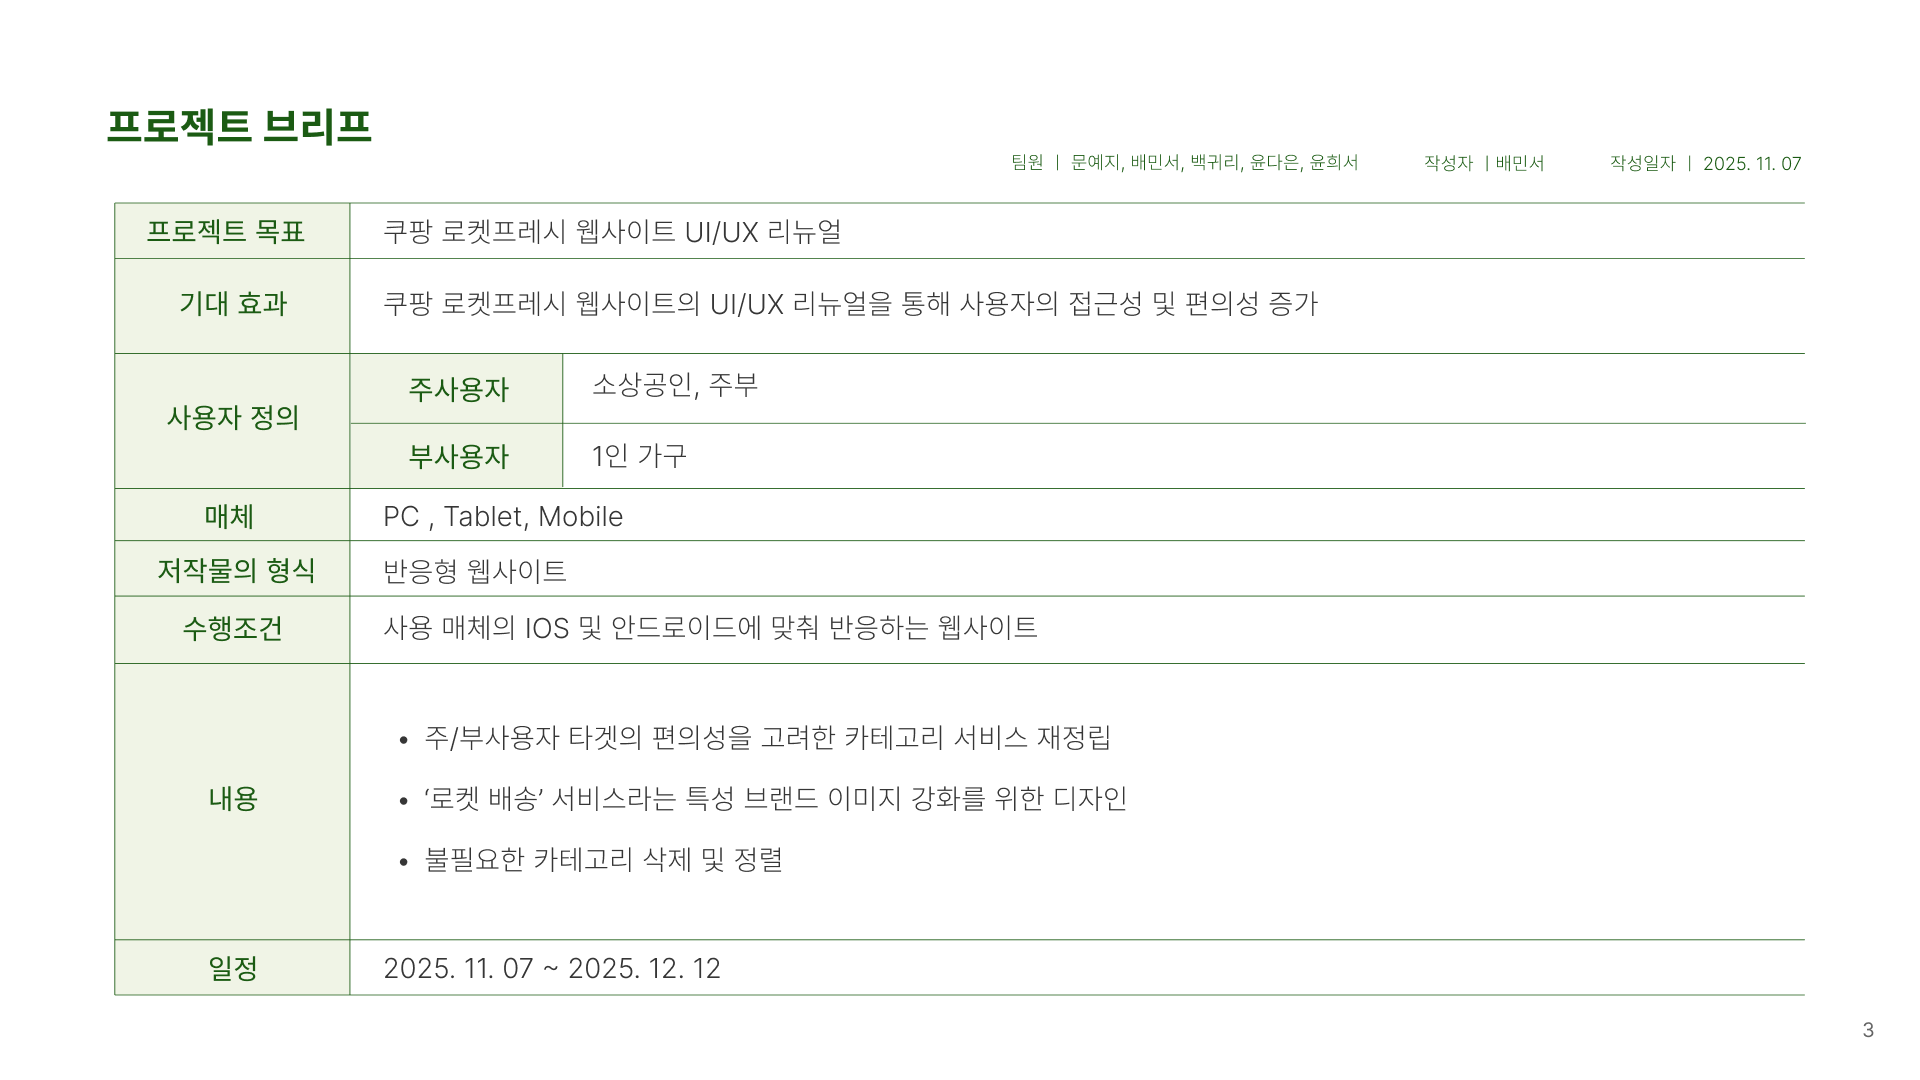 프로젝트 브리프
팀원 ㅣ 문예지, 배민서, 백귀리, 윤다은, 윤희서 작성자 ㅣ배민서 작성일자 ㅣ 2025. 11. 07
프로젝트 목표 쿠팡 로켓프레시 웹사이트 UI/UX 리뉴얼
기대 효과 쿠팡 로켓프레시 웹사이트의 UI/UX 리뉴얼을 통해 사용자의 접근성 및 편의성 증가
사용자 정의
주사용자 소상공인, 주부
부사용자 1인 가구
매체 PC , Tablet, Mobile
저작물의 형식 반응형 웹사이트
수행조건 사용 매체의 IOS 및 안드로이드에 맞춰 반응하는 웹사이트
내용
• 주/부사용자 타겟의 편의성을 고려한 카테고리 서비스 재정립
• ‘로켓 배송’ 서비스라는 특성 브랜드 이미지 강화를 위한 디자인
• 불필요한 카테고리 삭제 및 정렬
일정 2025. 11. 07 ~ 2025. 12. 12
3